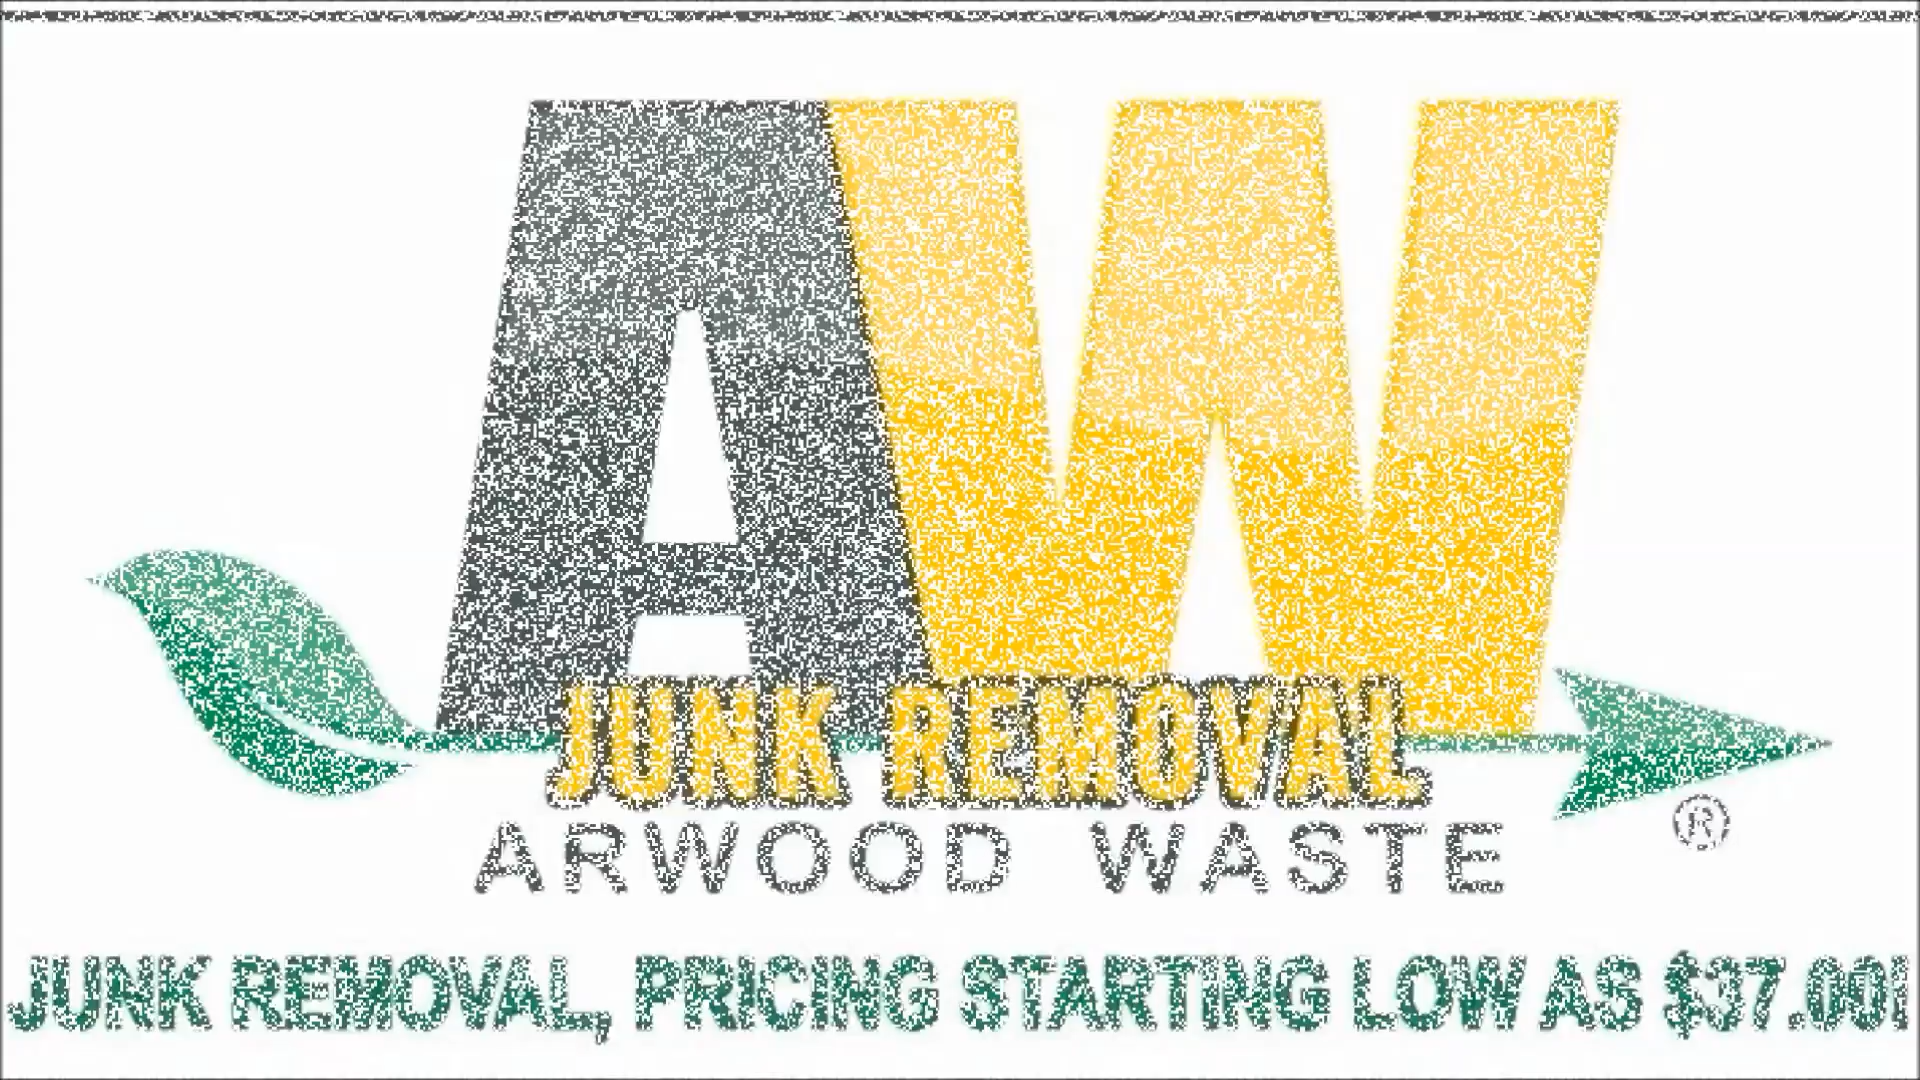 AW
JUNK REMOVAL
ARWOOD WASTE
®
JUNK REMOVAL, PRICING STARTING LOW AS $37.00!